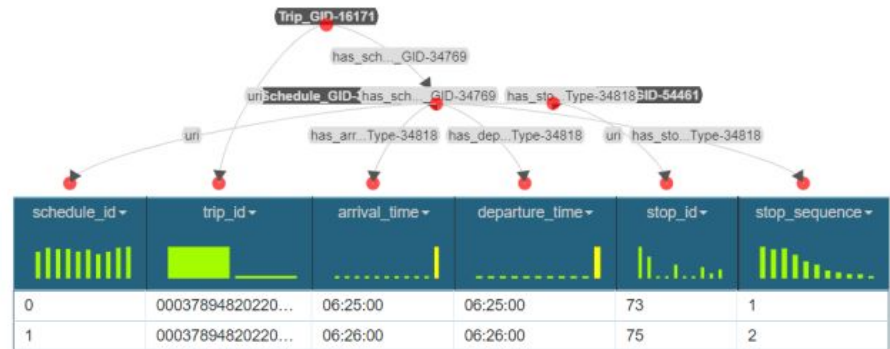 Trip_GID-16171
has_sch..._GID-34769
uri Schedule_GID- has_sch..._GID-34769 has_sto...Type-34818 GID-54461
uri has_arr...Type-34818 has_dep...Type-34818 uri has_sto...Type-34818
schedule_id trip_id arrival_time departure_time stop_id stop_sequence
0 00037894820220... 06:25:00 06:25:00 73 1
1 00037894820220... 06:26:00 06:26:00 75 2